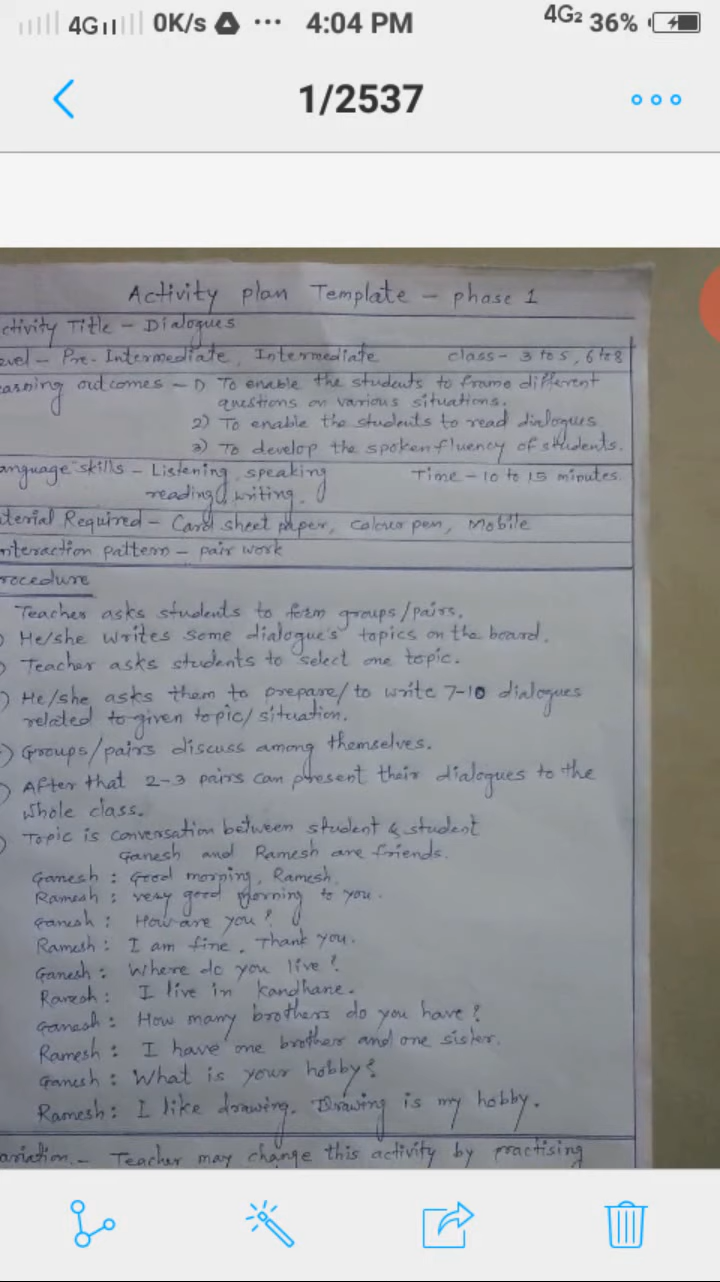 4G 0K/s ••• 4:04 PM 4G2 36%
1/2537
Activity plan Template - phase 1
ctivity Title - Dialogues
evel - Pre-Intermediate, Intermediate class- 3 to 5, 6 to 8
earning outcomes - 1) To enable the students to frame different
questions on various situations.
2) To enable the students to read dialogues.
3) To develop the spoken fluency of students.
anguage skills - Listening, speaking Time - 10 to 15 minutes.
reading, writing.
aterial Required - Card sheet paper, colour pen, Mobile
nteraction pattern - pair work
rocedure
Teacher asks students to form groups/pairs.
) He/she writes some dialogue's topics on the board.
) Teacher asks students to select one topic.
) He/she asks them to prepare/to write 7-10 dialogues
related to given topic/situation.
) Groups/pairs discuss among themselves.
) After that 2-3 pairs can present their dialogues to the
whole class.
) Topic is conversation between student & student
Ganesh and Ramesh are friends.
Ganesh : Good morning, Ramesh.
Ramesh : very good morning to you.
Ganesh : How are you?
Ramesh : I am fine. Thank you.
Ganesh : Where do you live?
Ramesh : I live in kandhane.
Ganesh : How many brothers do you have?
Ramesh : I have one brother and one sister.
Ganesh : What is your hobby?
Ramesh : I like drawing. Drawing is my hobby.
ariation - Teacher may change this activity by practising